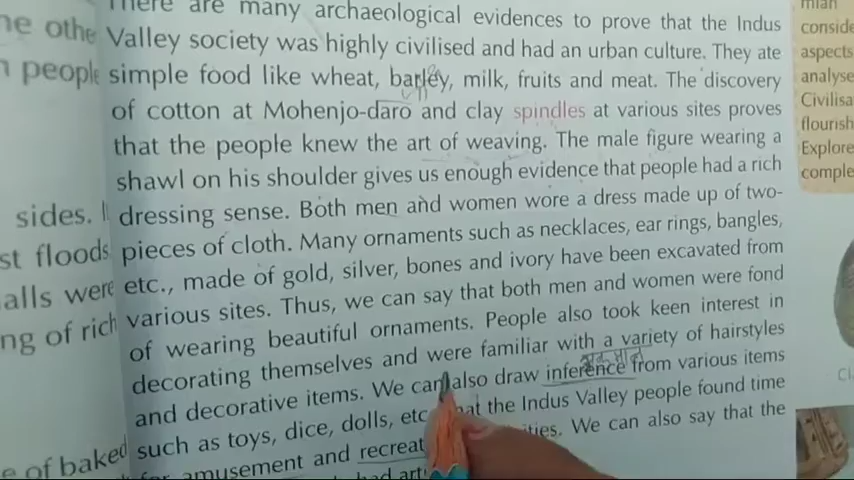 There are many archaeological evidences to prove that the Indus
Valley society was highly civilised and had an urban culture. They ate
simple food like wheat, barley, milk, fruits and meat. The discovery
of cotton at Mohenjo-daro and clay spindles at various sites proves
that the people knew the art of weaving. The male figure wearing a
shawl on his shoulder gives us enough evidence that people had a rich
dressing sense. Both men and women wore a dress made up of two-
pieces of cloth. Many ornaments such as necklaces, ear rings, bangles,
etc., made of gold, silver, bones and ivory have been excavated from
various sites. Thus, we can say that both men and women were fond
of wearing beautiful ornaments. People also took keen interest in
decorating themselves and were familiar with a variety of hairstyles
and decorative items. We can also draw inference from various items
such as toys, dice, dolls, etc the Indus Valley people found time
amusement and We can also say that the
he othe
people
sides.
st floods
alls were
ng of rich
e of baked
conside
aspects
analyse
Civilisa
flourish
Explore
comple